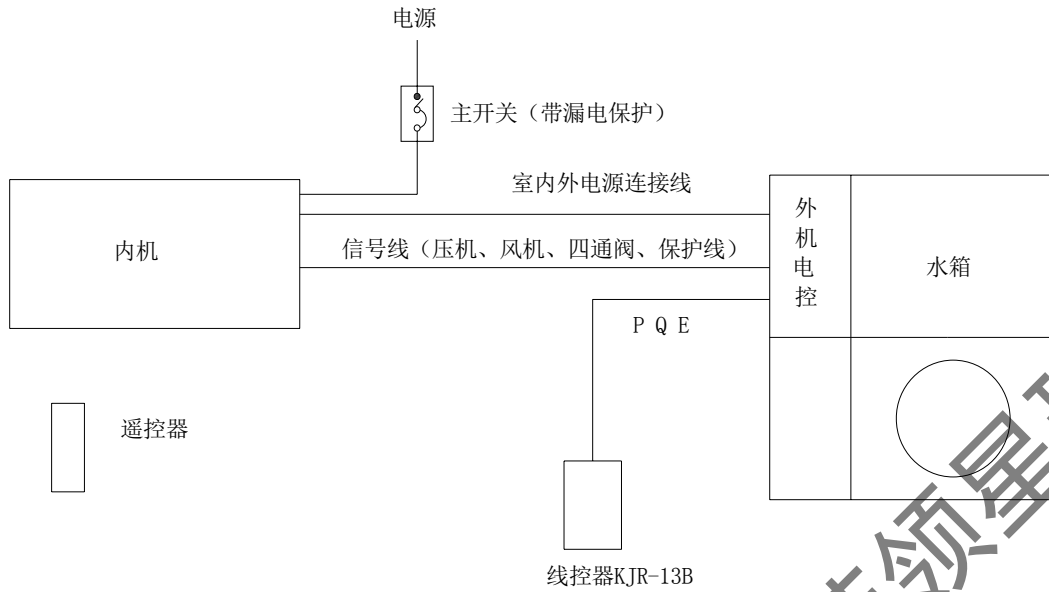 电源
主开关（带漏电保护）
室内外电源连接线
内机
信号线（压机、风机、四通阀、保护线）
外机电控
水箱
P Q E
遥控器
线控器KJR-13B
领星